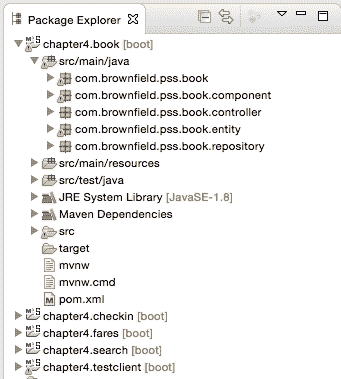 Package Explorer
chapter4.book [boot]
src/main/java
com.brownfield.pss.book
com.brownfield.pss.book.component
com.brownfield.pss.book.controller
com.brownfield.pss.book.entity
com.brownfield.pss.book.repository
src/main/resources
src/test/java
JRE System Library [JavaSE-1.8]
Maven Dependencies
src
target
mvnw
mvnw.cmd
pom.xml
chapter4.checkin [boot]
chapter4.fares [boot]
chapter4.search [boot]
chapter4.testclient [boot]